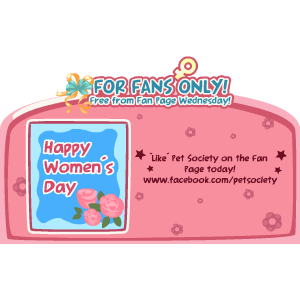 FOR FANS ONLY!
Free from Fan Page Wednesday!
Happy
Women's
Day
"Like" Pet Society on the Fan
Page today!
www.facebook.com/petsociety